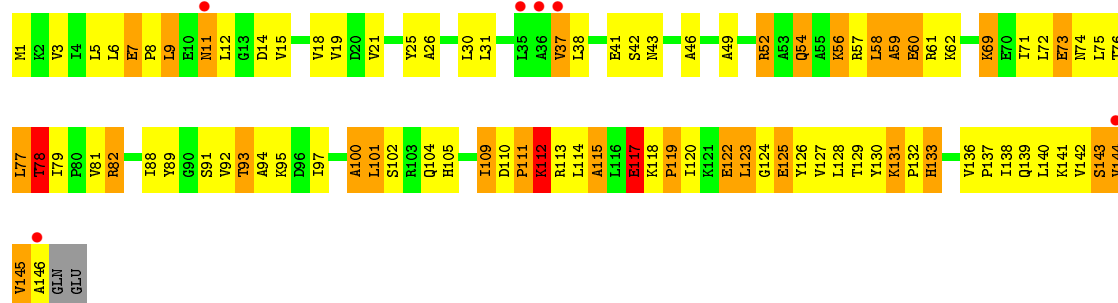 M1 K2 V3 I4 L5 L6 E7 P8 L9 E10 N11 L12 G13 D14 V15 V18 V19 D20 V21 Y25 A26 L30 L31 L35 A36 V37 L38 E41 S42 N43 A46 A49 R52 A53 Q54 A55 K56 R57 L58 A59 E60 R61 K62 K69 E70 I71 L72 E73 N74 L75 T76
L77 T78 I79 P80 V81 R82 I88 Y89 G90 S91 V92 T93 A94 K95 D96 I97 A100 L101 S102 R103 Q104 H105 I109 D110 P111 K112 R113 L114 A115 L116 E117 K118 P119 I120 K121 E122 L123 G124 E125 Y126 V127 L128 T129 Y130 K131 P132 H133 V136 P137 I138 Q139 L140 K141 V142 S143 V144
V145 A146 GLN GLU